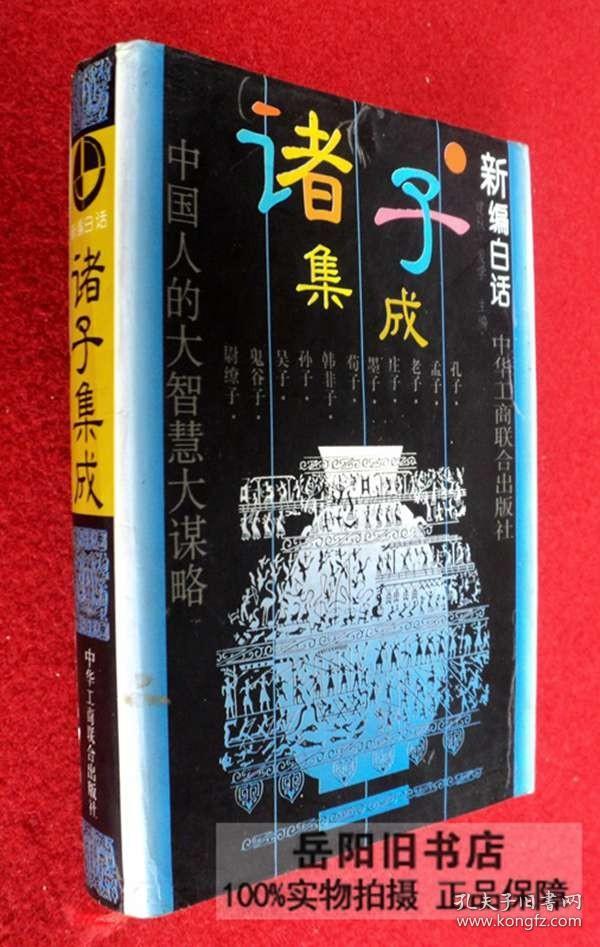 新编白话
诸子集成
中华工商联合出版社
新编白话
主编
中华工商联合出版社
诸子
集成
孔子·
孟子·
老子·
庄子·
墨子·
荀子·
韩非子·
孙子·
吴子·
鬼谷子·
尉缭子·
中国人的大智慧大谋略
岳阳旧书店
100%实物拍摄 正品保障
孔夫子旧书网
www.kongfz.com